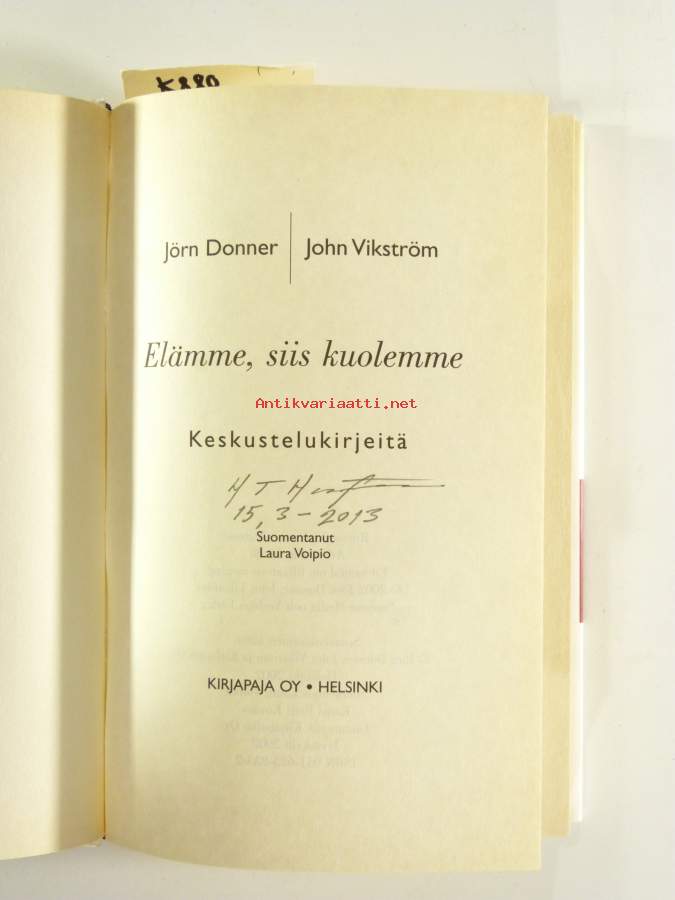 K880
Jörn Donner John Vikström
Elämme, siis kuolemme
Antikvariaatti.net
Keskustelukirjeitä
15,3-2013
Suomentanut
Laura Voipio
KIRJAPAJA OY • HELSINKI